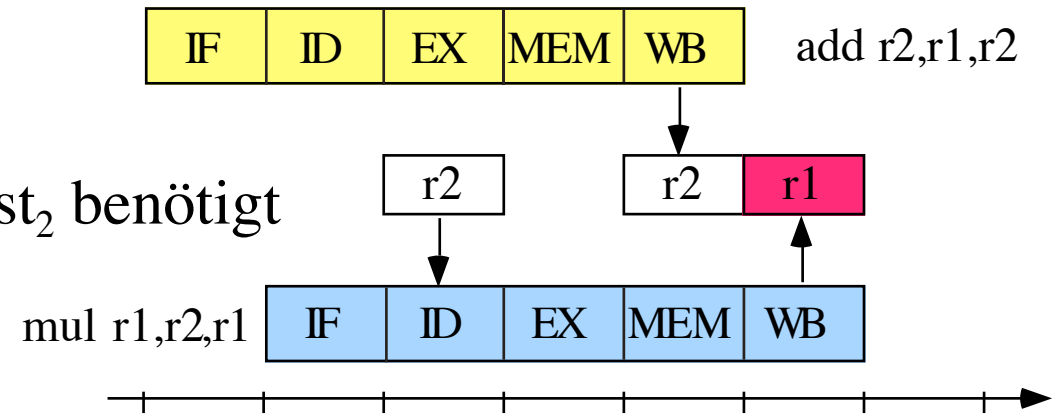 IF ID EX MEM WB add r2,r1,r2
r2 r2 r1
st₂ benötigt
mul r1,r2,r1 IF ID EX MEM WB